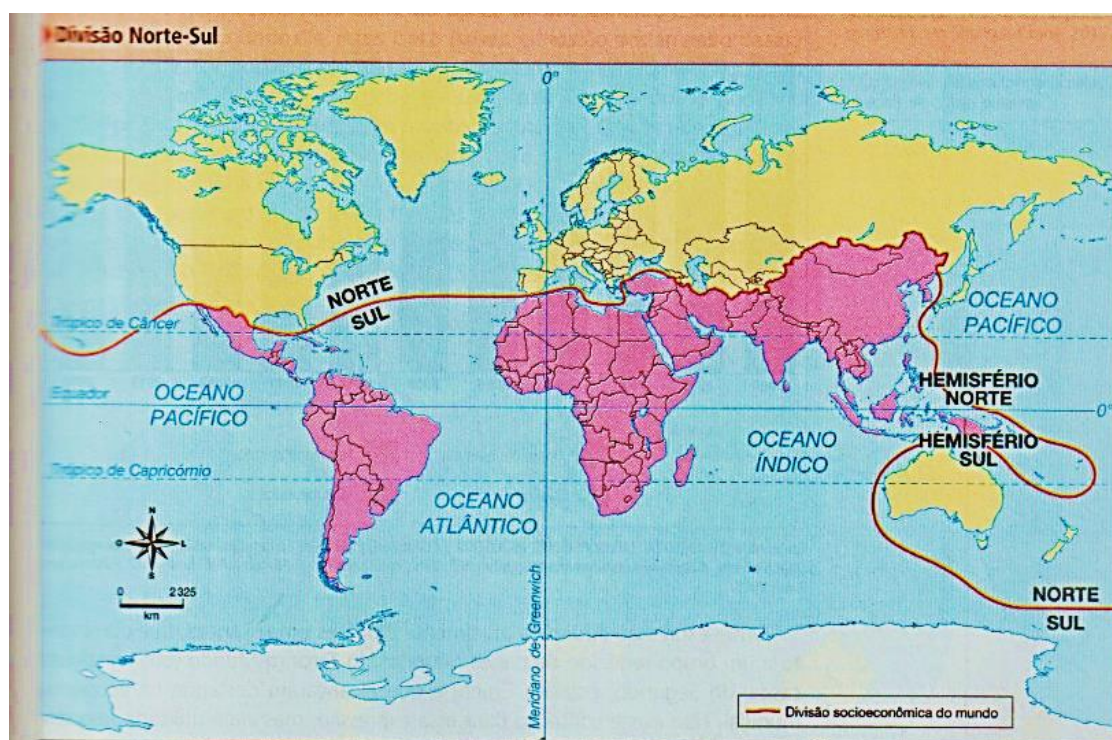 Divisão Norte-Sul
0°
NORTE
SUL
Trópico de Câncer
OCEANO
PACÍFICO
OCEANO
PACÍFICO
Equador
HEMISFÉRIO
NORTE
0°
HEMISFÉRIO
SUL
OCEANO
ÍNDICO
Trópico de Capricórnio
OCEANO
ATLÂNTICO
N
O
L
S
0 2325
km
Meridiano de Greenwich
NORTE
SUL
Divisão socioeconômica do mundo